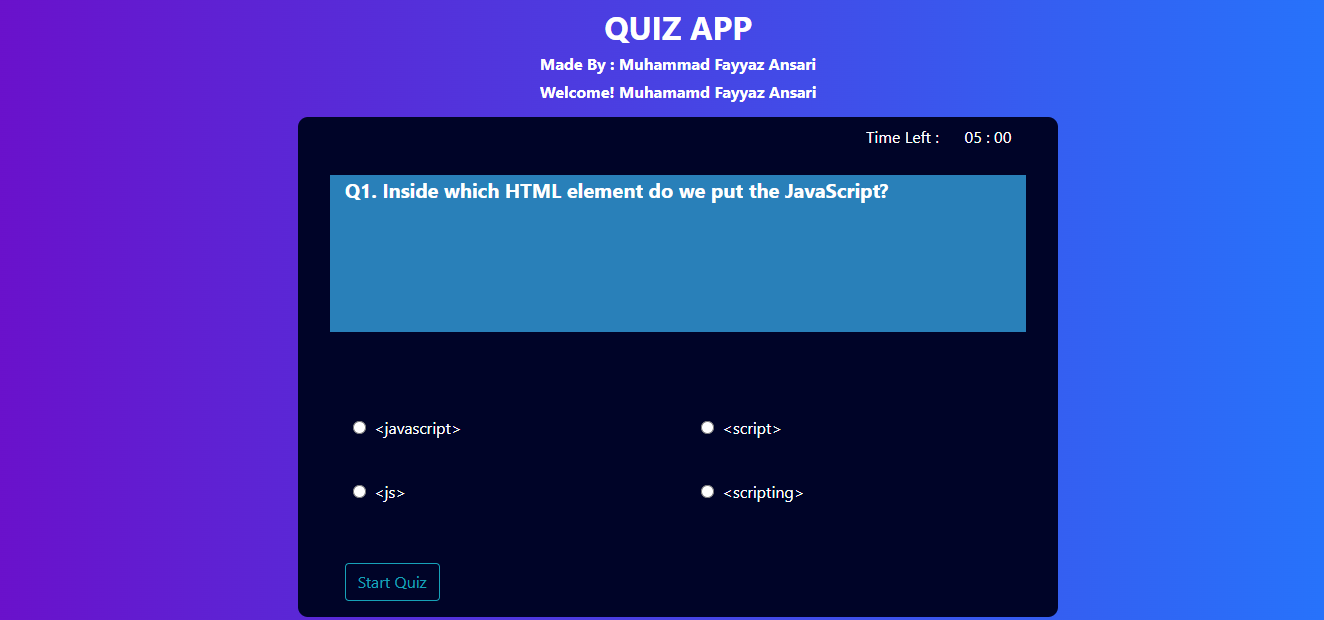 QUIZ APP
Made By : Muhammad Fayyaz Ansari
Welcome! Muhamamd Fayyaz Ansari
Time Left : 05 : 00
Q1. Inside which HTML element do we put the JavaScript?
<javascript> <script>
<js> <scripting>
Start Quiz